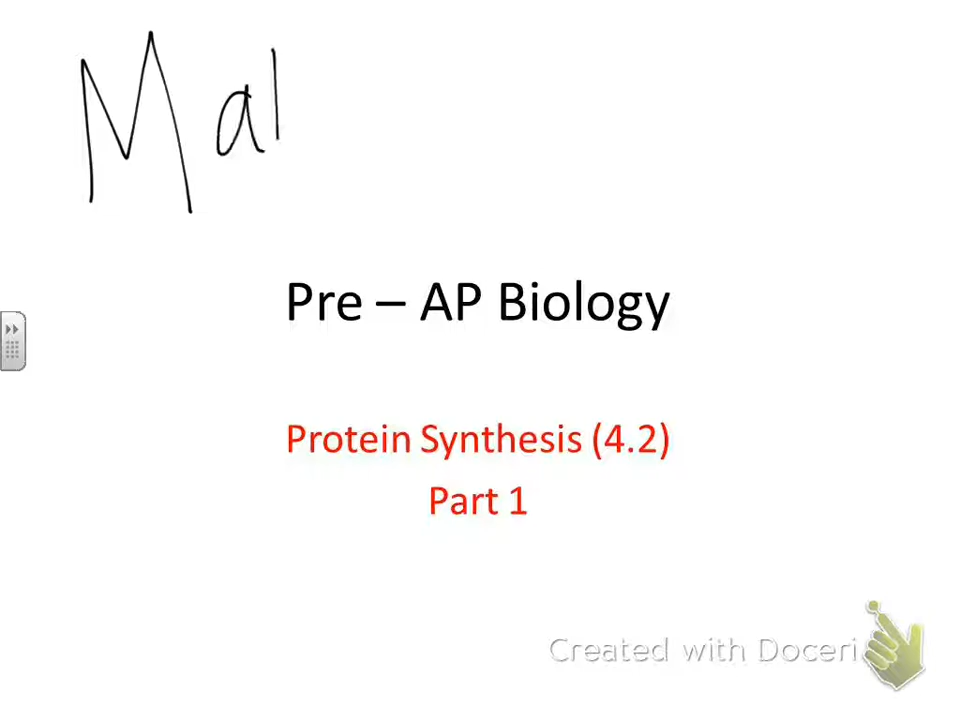 Mal
Pre – AP Biology
Protein Synthesis (4.2)
Part 1
Created with Doceri